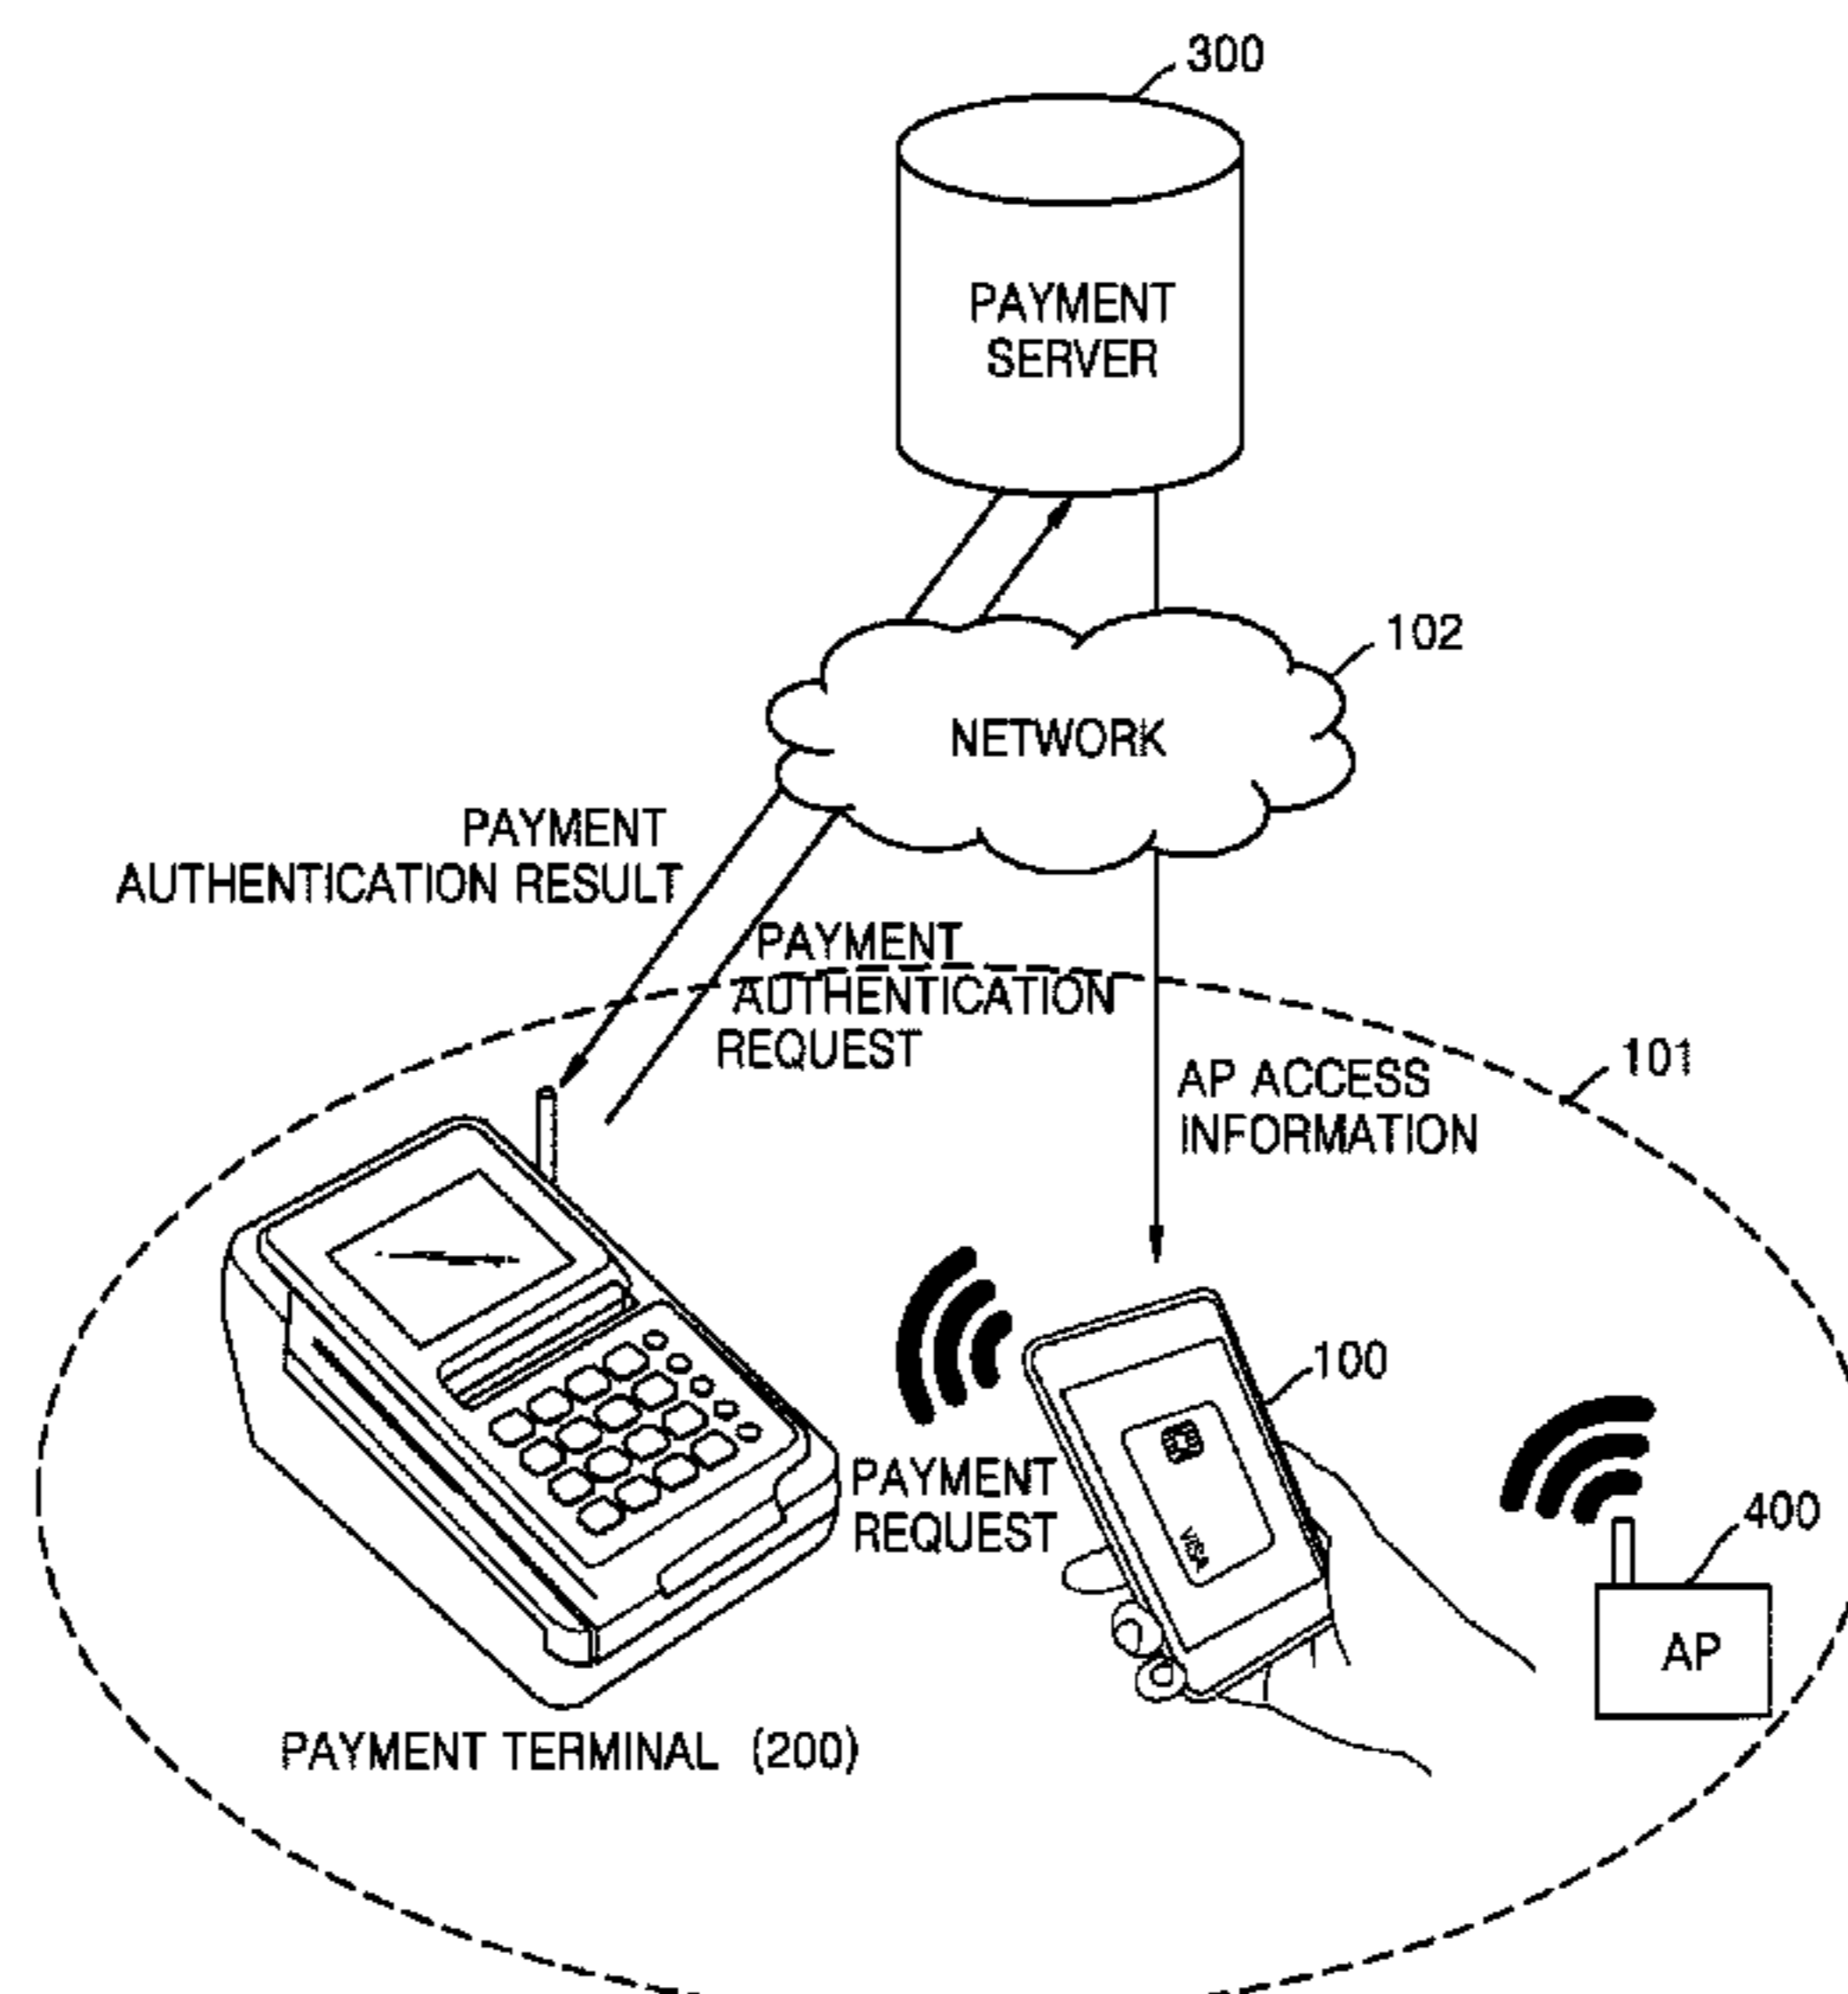 300
PAYMENT
SERVER
102
NETWORK
PAYMENT
AUTHENTICATION RESULT
PAYMENT
AUTHENTICATION
REQUEST
101
AP ACCESS
INFORMATION
100
PAYMENT
REQUEST
VISA
400
AP
PAYMENT TERMINAL (200)